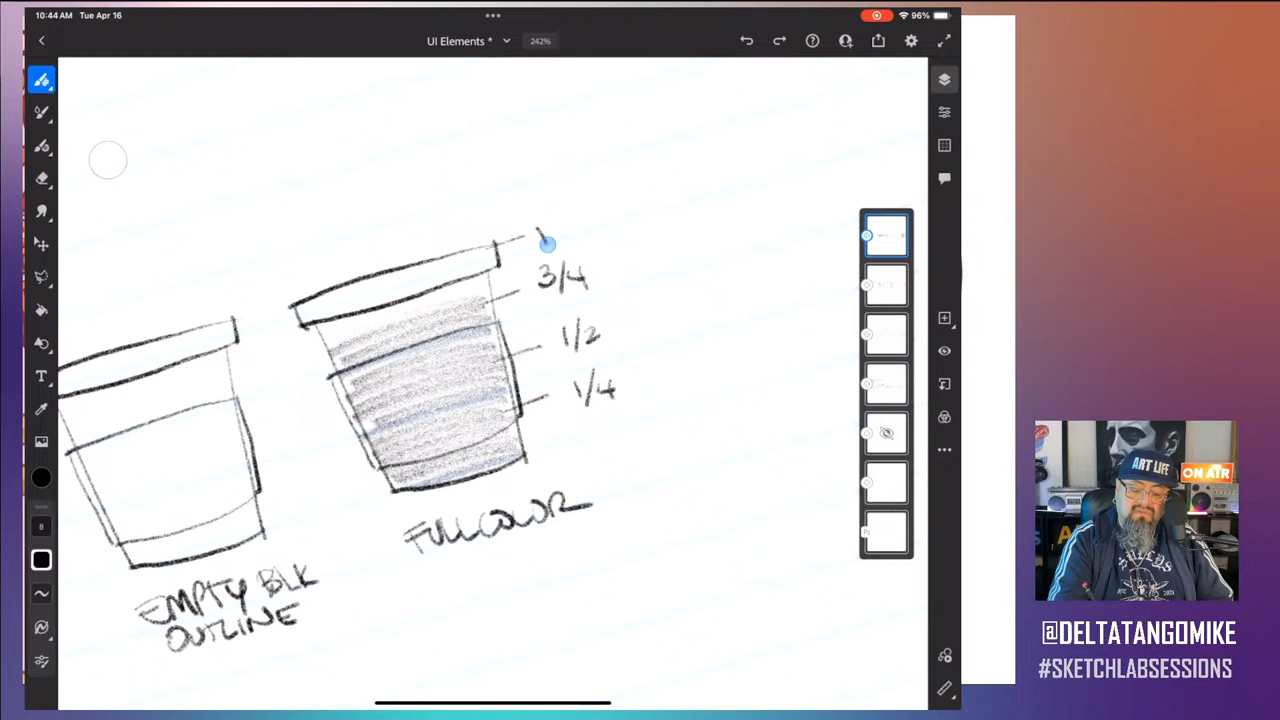 10:44 AM Tue Apr 16
96%
UI Elements *
242%
3/4
1/2
1/4
8
FULL COLOR
EMPTY BLK
OUTLINE
ART LIFE
ON AIR
@DELTATANGOMIKE
#SKETCHLABSESSIONS